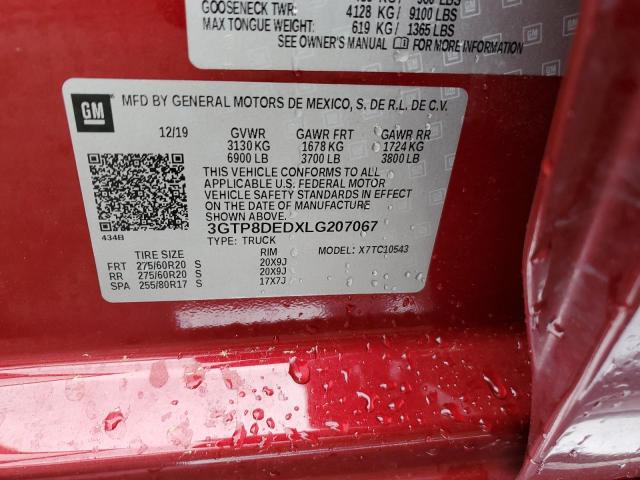 GOOSENECK TWR: 4128 KG / 9100 LBS
MAX TONGUE WEIGHT: 619 KG / 1365 LBS
SEE OWNER'S MANUAL FOR MORE INFORMATION
GM MFD BY GENERAL MOTORS DE MEXICO, S. DE R.L. DE C.V.
12/19 GVWR GAWR FRT GAWR RR
3130 KG 1678 KG 1724 KG
6900 LB 3700 LB 3800 LB
THIS VEHICLE CONFORMS TO ALL
APPLICABLE U.S. FEDERAL MOTOR
VEHICLE SAFETY STANDARDS IN EFFECT
ON THE DATE OF MANUFACTURE SHOWN
ABOVE.
3GTP8DEDXLG207067
434B TYPE: TRUCK MODEL: X7TC10543
TIRE SIZE RIM
FRT 275/60R20 S 20X9J
RR 275/60R20 S 20X9J
SPA 255/80R17 S 17X7J